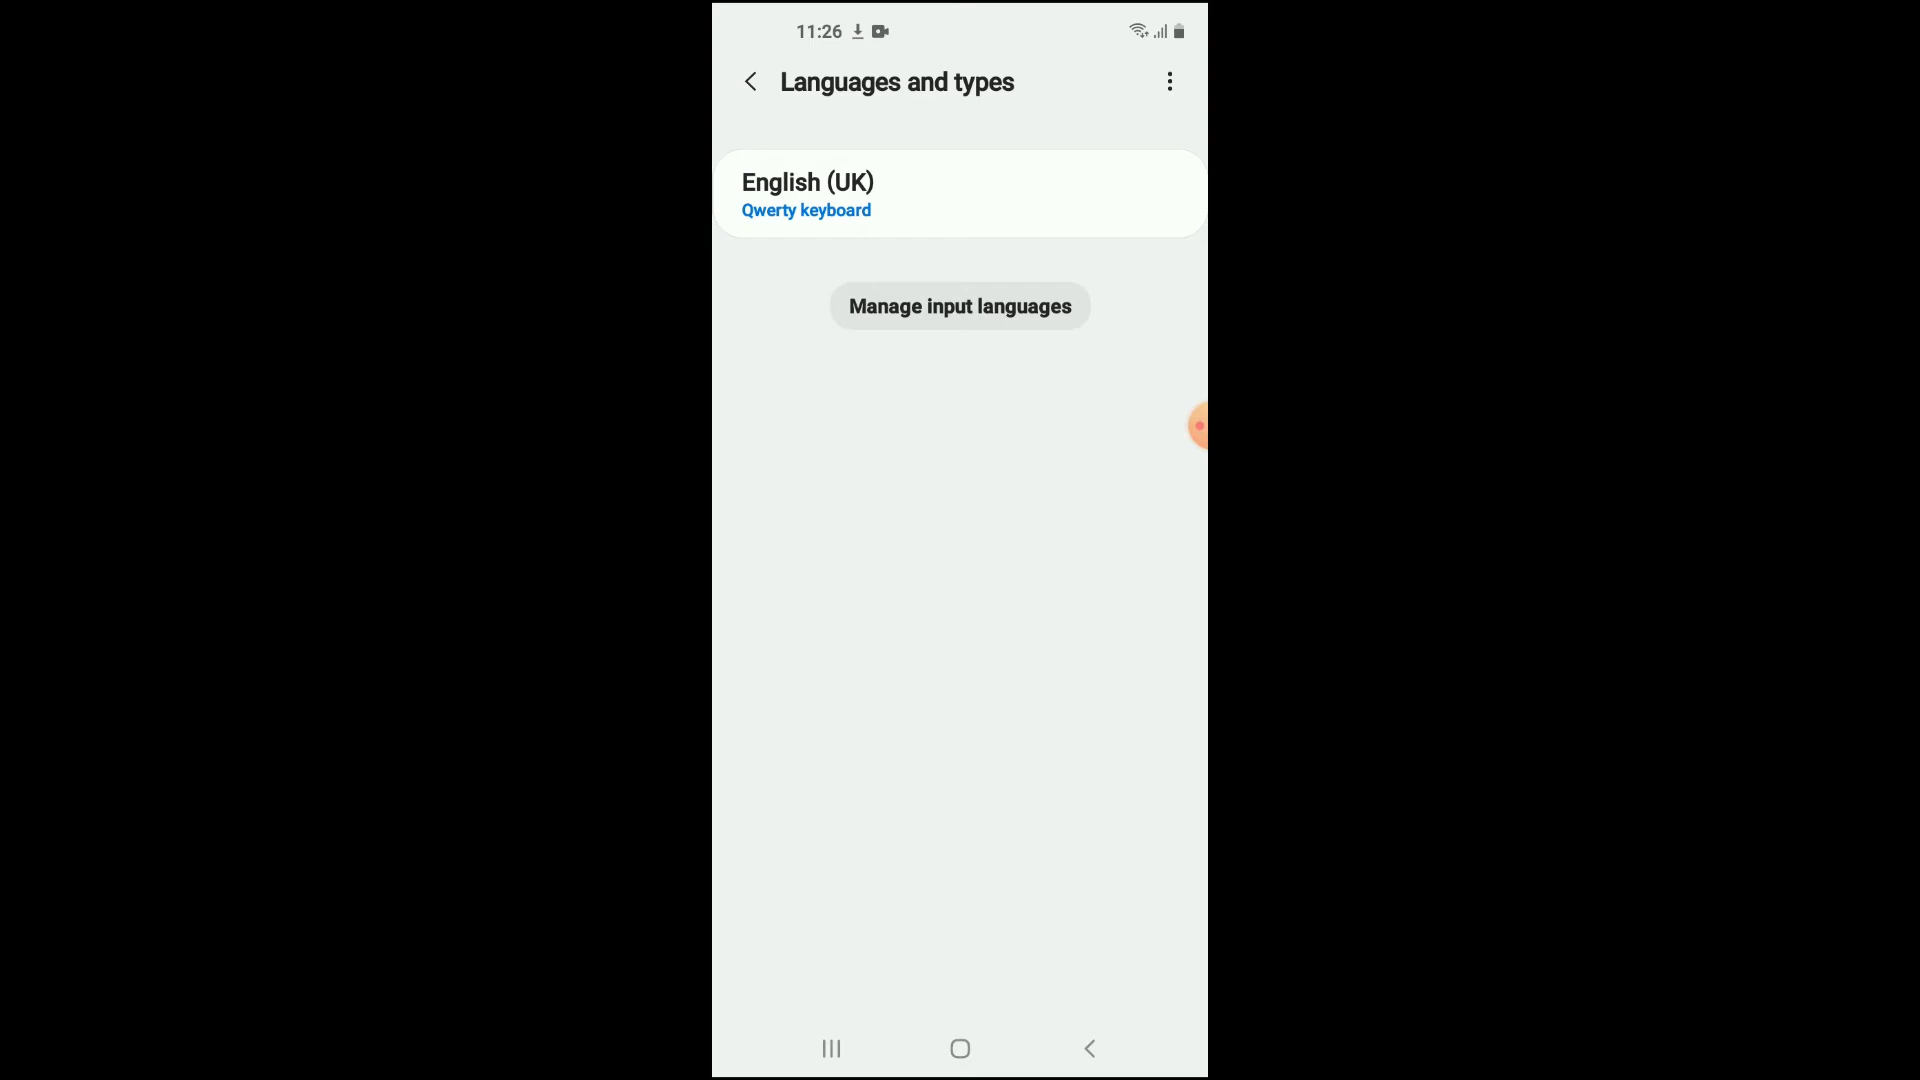 11:26
Languages and types
English (UK)
Qwerty keyboard
Manage input languages